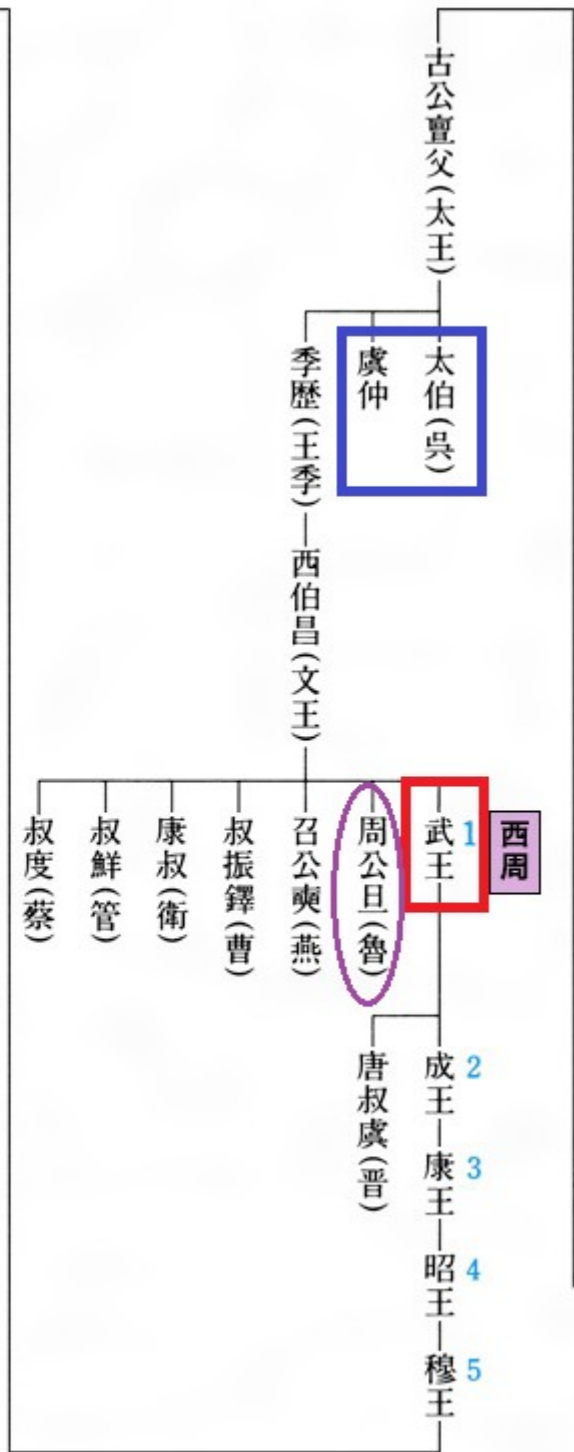 古公亶父(太王)
太伯(呉)
虞仲
季歴(王季)
西伯昌(文王)
西周
1
武王
周公旦(魯)
召公奭(燕)
叔振鐸(曹)
康叔(衛)
叔鮮(管)
叔度(蔡)
2
成王
唐叔虞(晋)
3
康王
4
昭王
5
穆王